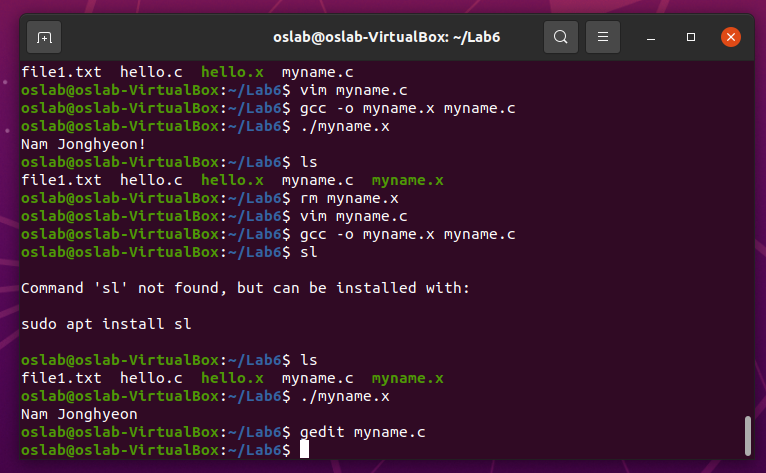 oslab@oslab-VirtualBox: ~/Lab6
file1.txt  hello.c  hello.x  myname.c
oslab@oslab-VirtualBox:~/Lab6$ vim myname.c
oslab@oslab-VirtualBox:~/Lab6$ gcc -o myname.x myname.c
oslab@oslab-VirtualBox:~/Lab6$ ./myname.x
Nam Jonghyeon!
oslab@oslab-VirtualBox:~/Lab6$ ls
file1.txt  hello.c  hello.x  myname.c  myname.x
oslab@oslab-VirtualBox:~/Lab6$ rm myname.x
oslab@oslab-VirtualBox:~/Lab6$ vim myname.c
oslab@oslab-VirtualBox:~/Lab6$ gcc -o myname.x myname.c
oslab@oslab-VirtualBox:~/Lab6$ sl
Command 'sl' not found, but can be installed with:
sudo apt install sl
oslab@oslab-VirtualBox:~/Lab6$ ls
file1.txt  hello.c  hello.x  myname.c  myname.x
oslab@oslab-VirtualBox:~/Lab6$ ./myname.x
Nam Jonghyeon
oslab@oslab-VirtualBox:~/Lab6$ gedit myname.c
oslab@oslab-VirtualBox:~/Lab6$